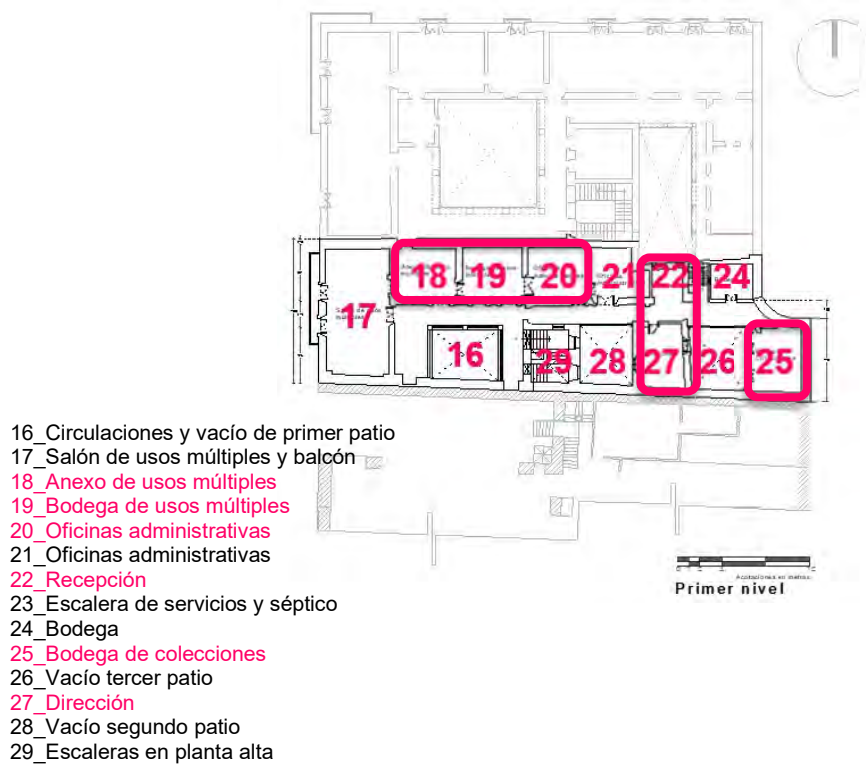 18
19
20
21
22
24
17
16
29
28
27
26
25
16_Circulaciones y vacío de primer patio
17_Salón de usos múltiples y balcón
18_Anexo de usos múltiples
19_Bodega de usos múltiples
20_Oficinas administrativas
21_Oficinas administrativas
22_Recepción
23_Escalera de servicios y séptico
24_Bodega
25_Bodega de colecciones
26_Vacío tercer patio
27_Dirección
28_Vacío segundo patio
29_Escaleras en planta alta
Acotaciones en metros.
Primer nivel